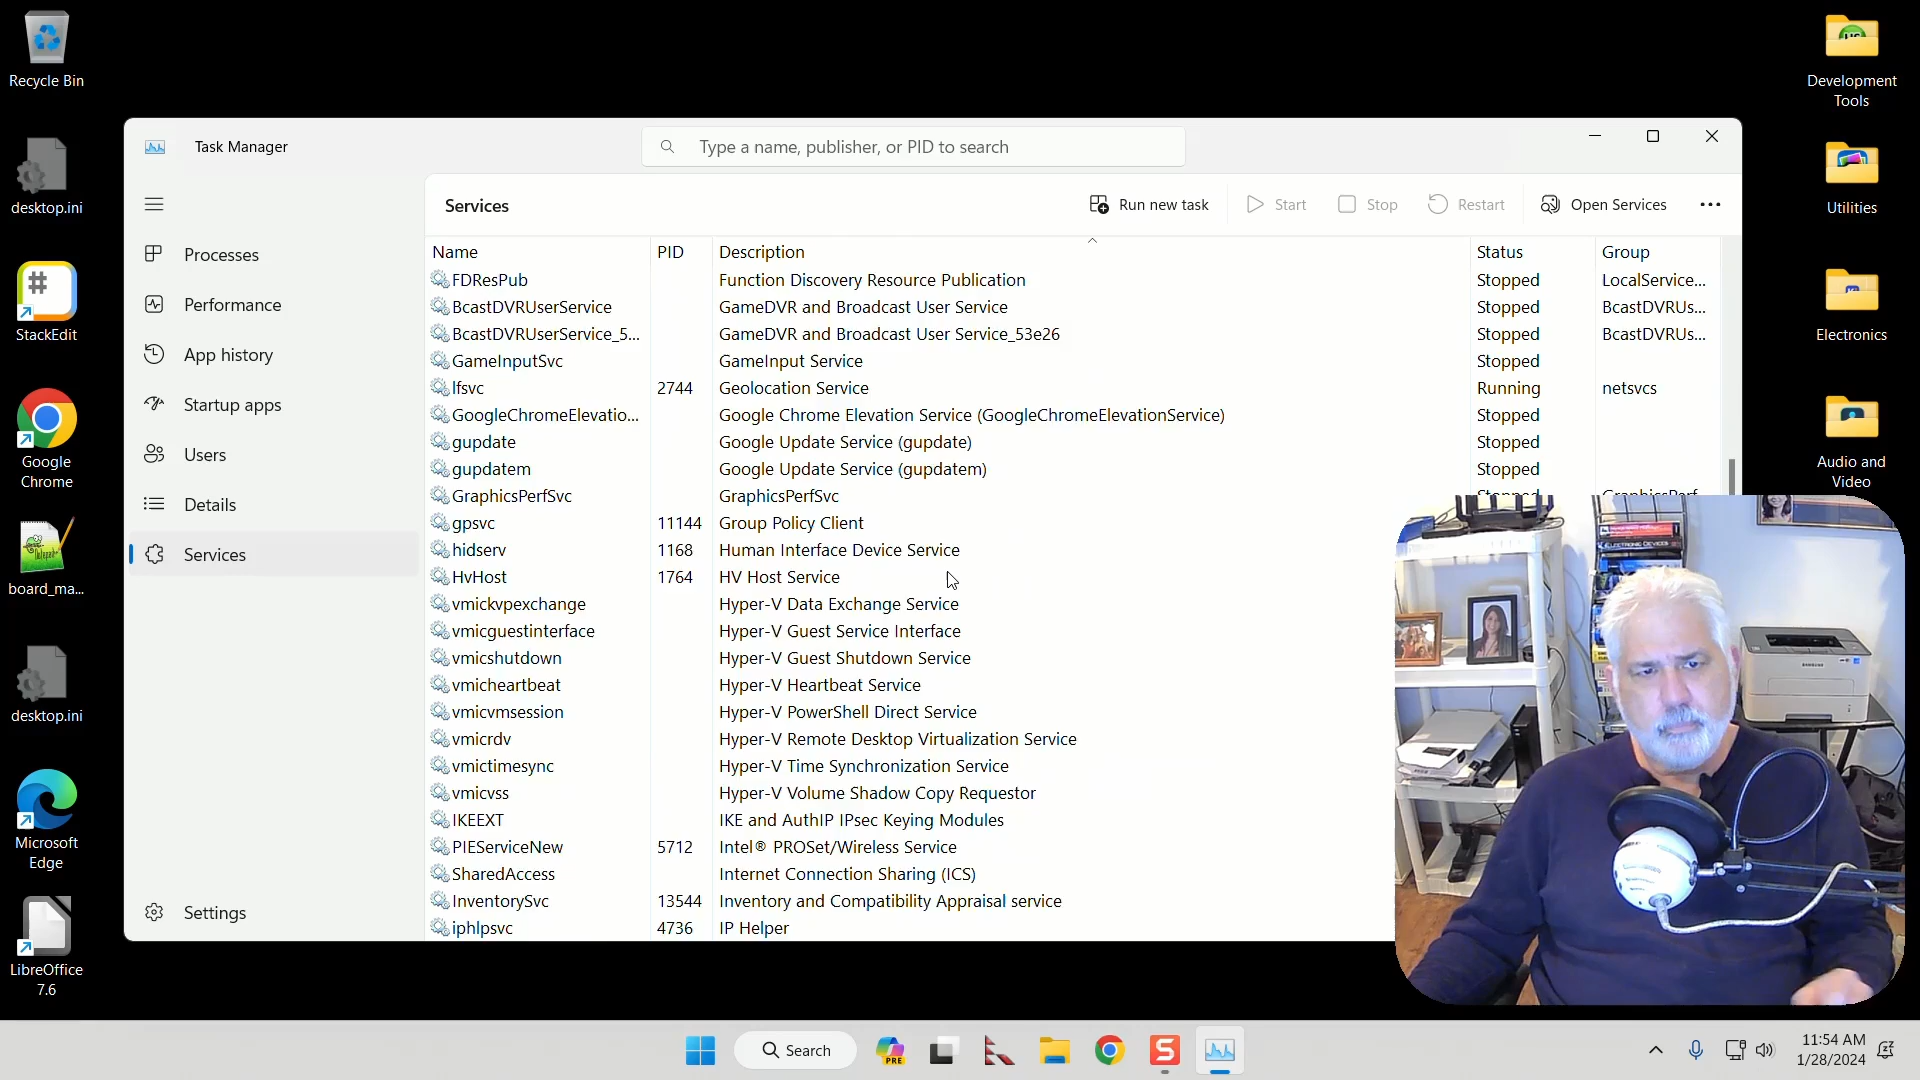 Recycle Bin
desktop.ini
StackEdit
Google
Chrome
board_ma...
desktop.ini
Microsoft
Edge
LibreOffice
7.6
Development
Tools
Utilities
Electronics
Audio and
Video
Task Manager
Type a name, publisher, or PID to search
Processes
Performance
App history
Startup apps
Users
Details
Services
Settings
Services
Run new task
Start
Stop
Restart
Open Services
Name PID Description Status Group
FDResPub Function Discovery Resource Publication Stopped LocalService...
BcastDVRUserService GameDVR and Broadcast User Service Stopped BcastDVRUs...
BcastDVRUserService_5... GameDVR and Broadcast User Service_53e26 Stopped BcastDVRUs...
GameInputSvc GameInput Service Stopped
lfsvc 2744 Geolocation Service Running netsvcs
GoogleChromeElevatio... Google Chrome Elevation Service (GoogleChromeElevationService) Stopped
gupdate Google Update Service (gupdate) Stopped
gupdatem Google Update Service (gupdatem) Stopped
GraphicsPerfSvc GraphicsPerfSvc
gpsvc 11144 Group Policy Client
hidserv 1168 Human Interface Device Service
HvHost 1764 HV Host Service
vmickvpexchange Hyper-V Data Exchange Service
vmicguestinterface Hyper-V Guest Service Interface
vmicshutdown Hyper-V Guest Shutdown Service
vmicheartbeat Hyper-V Heartbeat Service
vmicvmsession Hyper-V PowerShell Direct Service
vmicrdv Hyper-V Remote Desktop Virtualization Service
vmictimesync Hyper-V Time Synchronization Service
vmicvss Hyper-V Volume Shadow Copy Requestor
IKEEXT IKE and AuthIP IPsec Keying Modules
PIEServiceNew 5712 Intel® PROSet/Wireless Service
SharedAccess Internet Connection Sharing (ICS)
InventorySvc 13544 Inventory and Compatibility Appraisal service
iphlpsvc 4736 IP Helper
Search
PRE
11:54 AM
1/28/2024